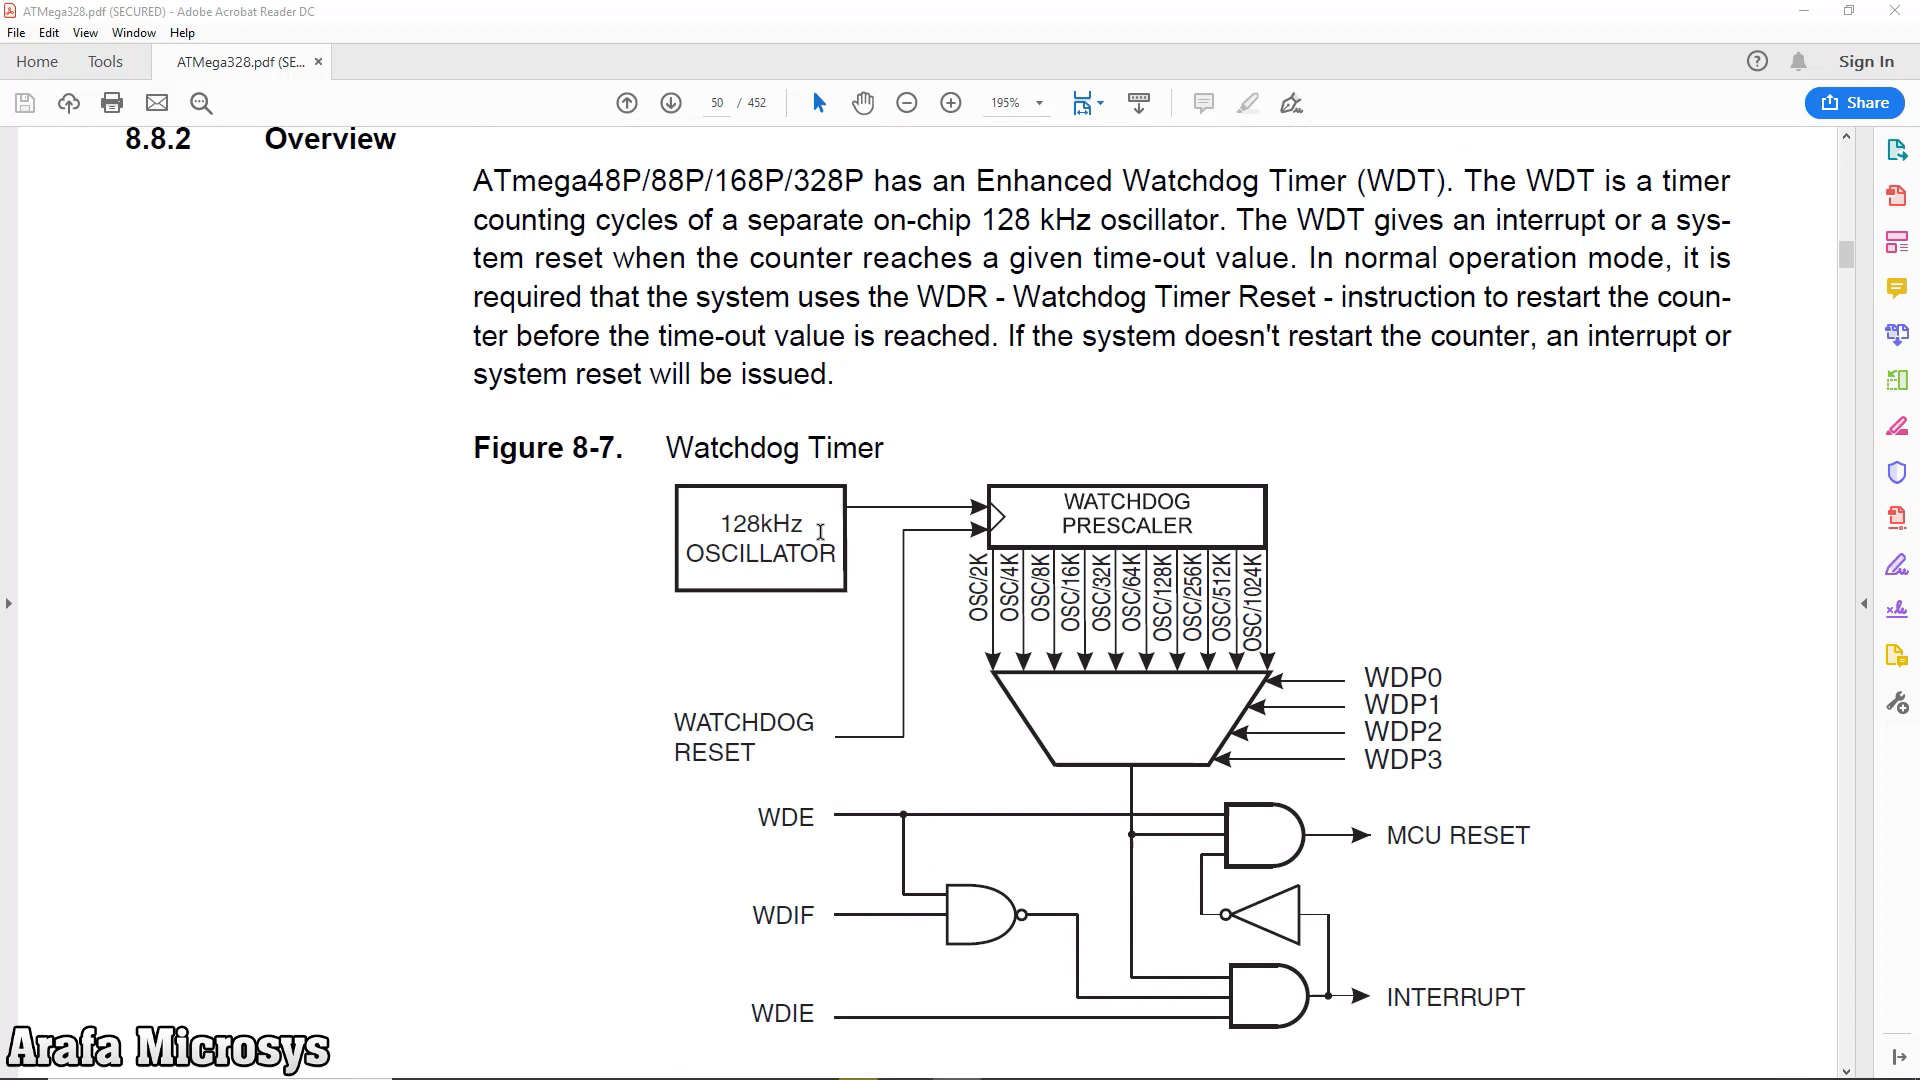 ATMega328.pdf (SECURED) - Adobe Acrobat Reader DC
File Edit View Window Help
Home Tools ATMega328.pdf (SE... × Sign In
50 / 452 195% Share
8.8.2 Overview
ATmega48P/88P/168P/328P has an Enhanced Watchdog Timer (WDT). The WDT is a timer
counting cycles of a separate on-chip 128 kHz oscillator. The WDT gives an interrupt or a sys-
tem reset when the counter reaches a given time-out value. In normal operation mode, it is
required that the system uses the WDR - Watchdog Timer Reset - instruction to restart the coun-
ter before the time-out value is reached. If the system doesn't restart the counter, an interrupt or
system reset will be issued.
Figure 8-7. Watchdog Timer
128kHz
OSCILLATOR
WATCHDOG
PRESCALER
OSC/2K
OSC/4K
OSC/8K
OSC/16K
OSC/32K
OSC/64K
OSC/128K
OSC/256K
OSC/512K
OSC/1024K
WDP0
WDP1
WDP2
WDP3
WATCHDOG
RESET
WDE
MCU RESET
WDIF
WDIE
INTERRUPT
Arafa Microsys